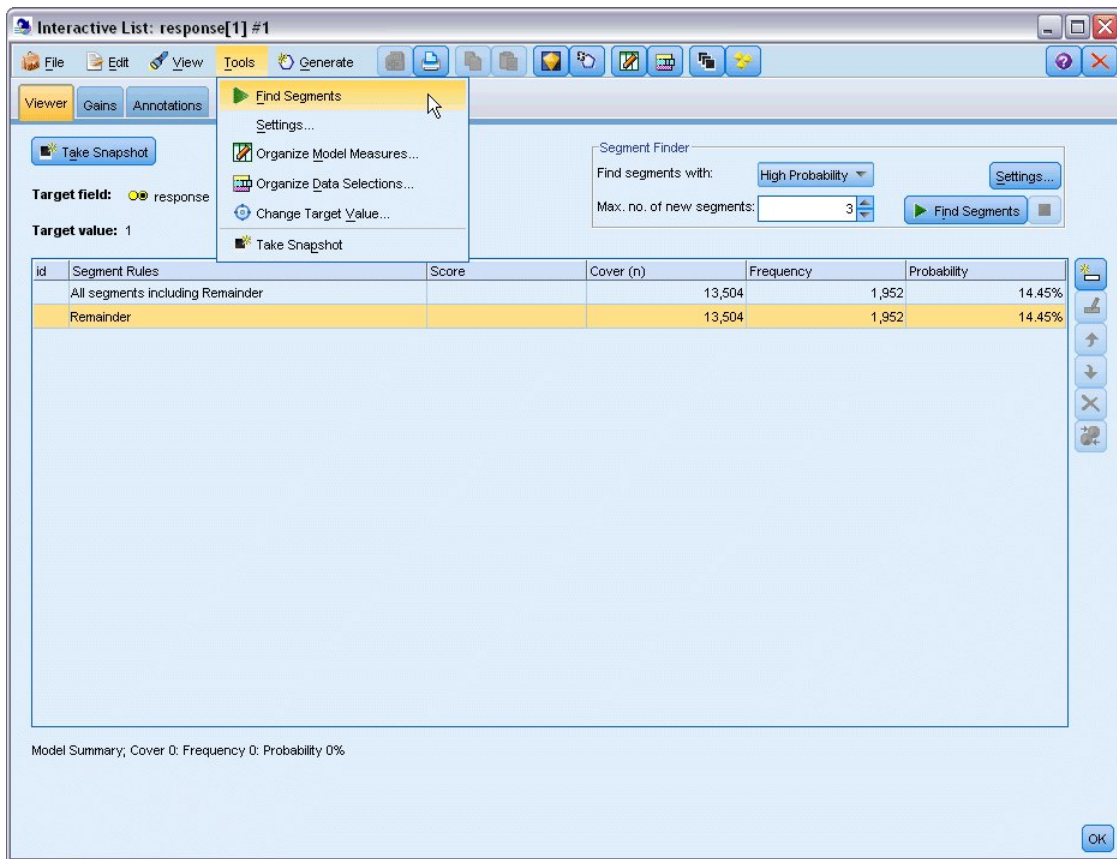 Interactive List: response[1] #1
File Edit View Tools Generate
Viewer Gains Annotations
Find Segments
Settings...
Organize Model Measures...
Organize Data Selections...
Change Target Value...
Take Snapshot
Take Snapshot
Target field: response
Target value: 1
Segment Finder
Find segments with: High Probability Settings...
Max. no. of new segments: 3 Find Segments
id Segment Rules Score Cover (n) Frequency Probability
All segments including Remainder 13,504 1,952 14.45%
Remainder 13,504 1,952 14.45%
Model Summary; Cover 0: Frequency 0: Probability 0%
OK